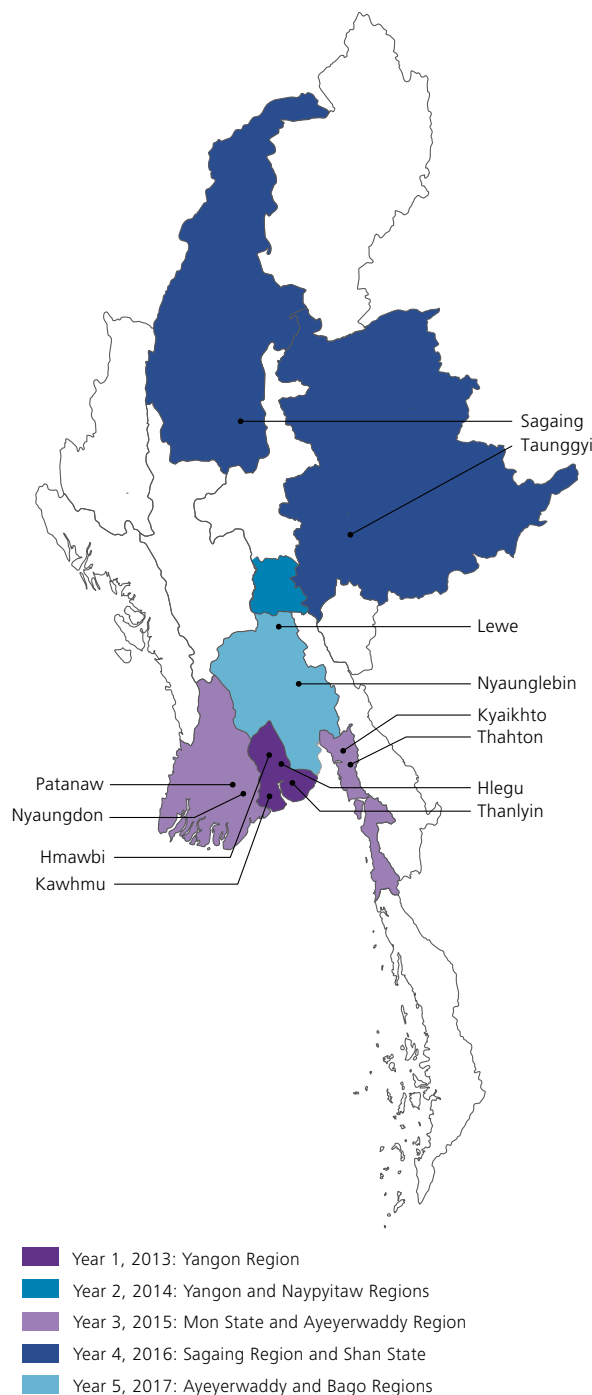 Sagaing
Taunggyi
Lewe
Nyaunglebin
Kyaikhto
Thahton
Patanaw
Hlegu
Nyaungdon
Thanlyin
Hmawbi
Kawhmu
Year 1, 2013: Yangon Region
Year 2, 2014: Yangon and Naypyitaw Regions
Year 3, 2015: Mon State and Ayeyerwaddy Region
Year 4, 2016: Sagaing Region and Shan State
Year 5, 2017: Ayeyerwaddy and Bago Regions